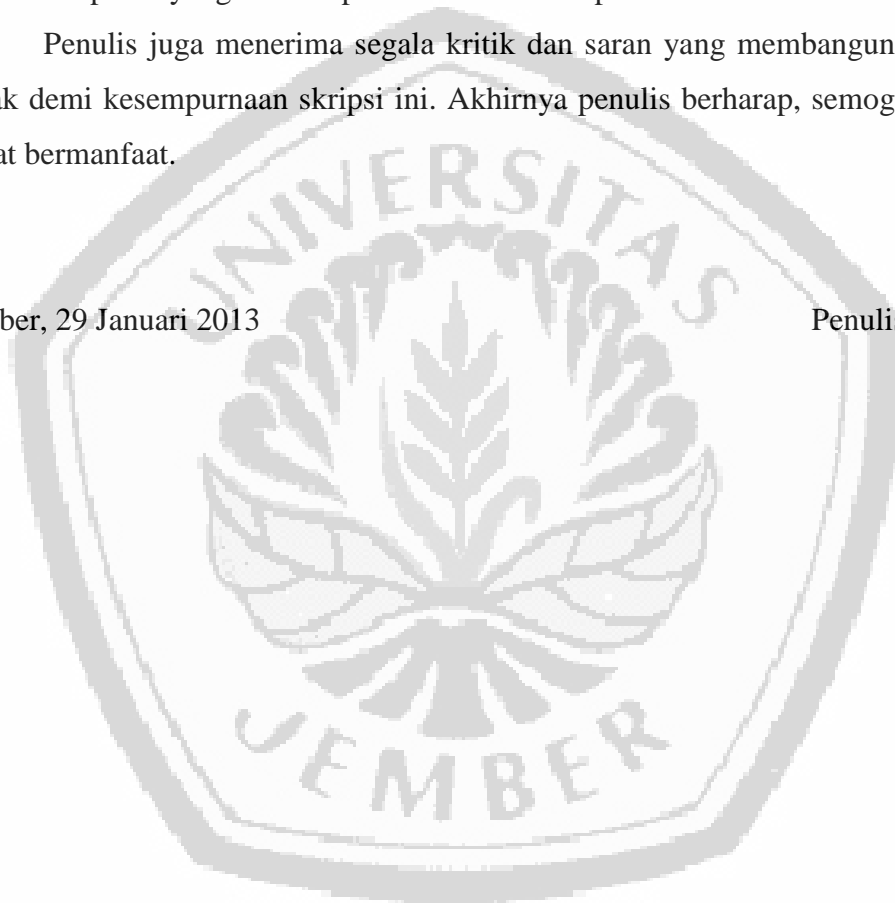 Penulis juga menerima segala kritik dan saran yang membangun
ak demi kesempurnaan skripsi ini. Akhirnya penulis berharap, semog
at bermanfaat.
UNIVERSITAS
ber, 29 Januari 2013 Penuli
JEMBER